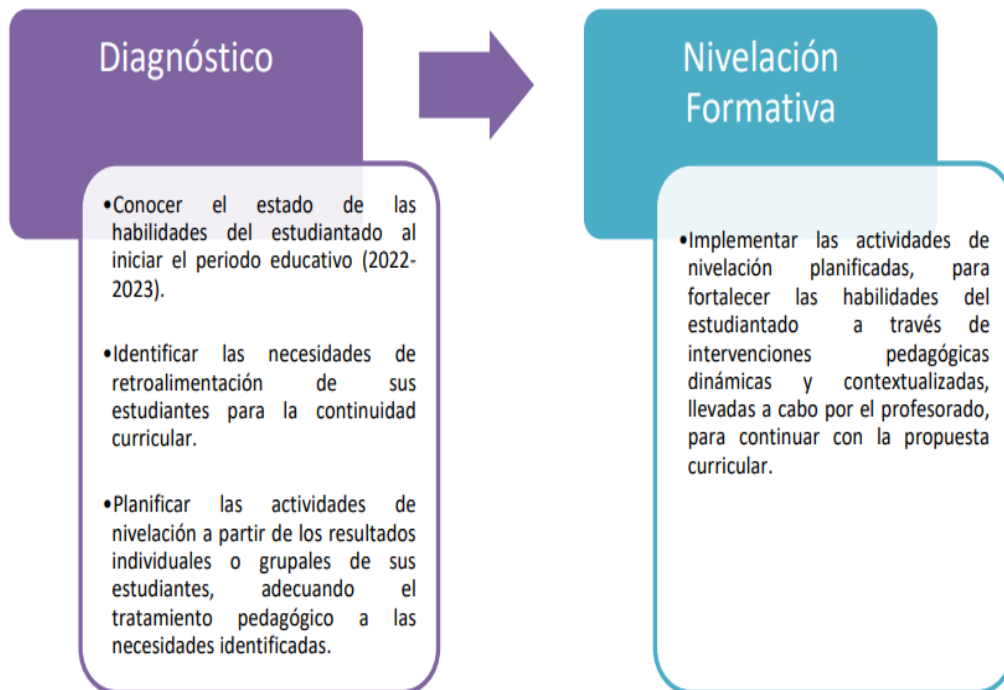 Diagnóstico
•Conocer el estado de las
habilidades del estudiantado al
iniciar el periodo educativo (2022-
2023).
•Identificar las necesidades de
retroalimentación de sus
estudiantes para la continuidad
curricular.
•Planificar las actividades de
nivelación a partir de los resultados
individuales o grupales de sus
estudiantes, adecuando el
tratamiento pedagógico a las
necesidades identificadas.
Nivelación
Formativa
•Implementar las actividades de
nivelación planificadas, para
fortalecer las habilidades del
estudiantado a través de
intervenciones pedagógicas
dinámicas y contextualizadas,
llevadas a cabo por el profesorado,
para continuar con la propuesta
curricular.